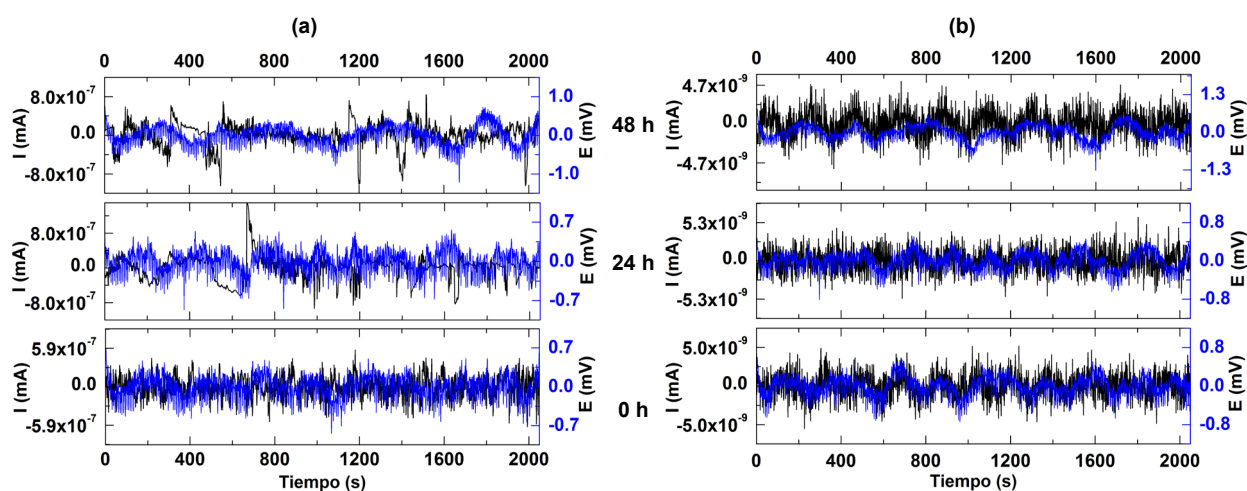 (a)
(b)
0 400 800 1200 1600 2000
0 400 800 1200 1600 2000
8.0x10⁻⁷
0.0
-8.0x10⁻⁷
I (mA)
1.0
0.0
-1.0
E (mV)
48 h
4.7x10⁻⁹
0.0
-4.7x10⁻⁹
I (mA)
1.3
0.0
-1.3
E (mV)
8.0x10⁻⁷
0.0
-8.0x10⁻⁷
I (mA)
0.7
0.0
-0.7
E (mV)
24 h
5.3x10⁻⁹
0.0
-5.3x10⁻⁹
I (mA)
0.8
0.0
-0.8
E (mV)
5.9x10⁻⁷
0.0
-5.9x10⁻⁷
I (mA)
0.7
0.0
-0.7
E (mV)
0 h
5.0x10⁻⁹
0.0
-5.0x10⁻⁹
I (mA)
0.8
0.0
-0.8
E (mV)
0 400 800 1200 1600 2000
Tiempo (s)
0 400 800 1200 1600 2000
Tiempo (s)